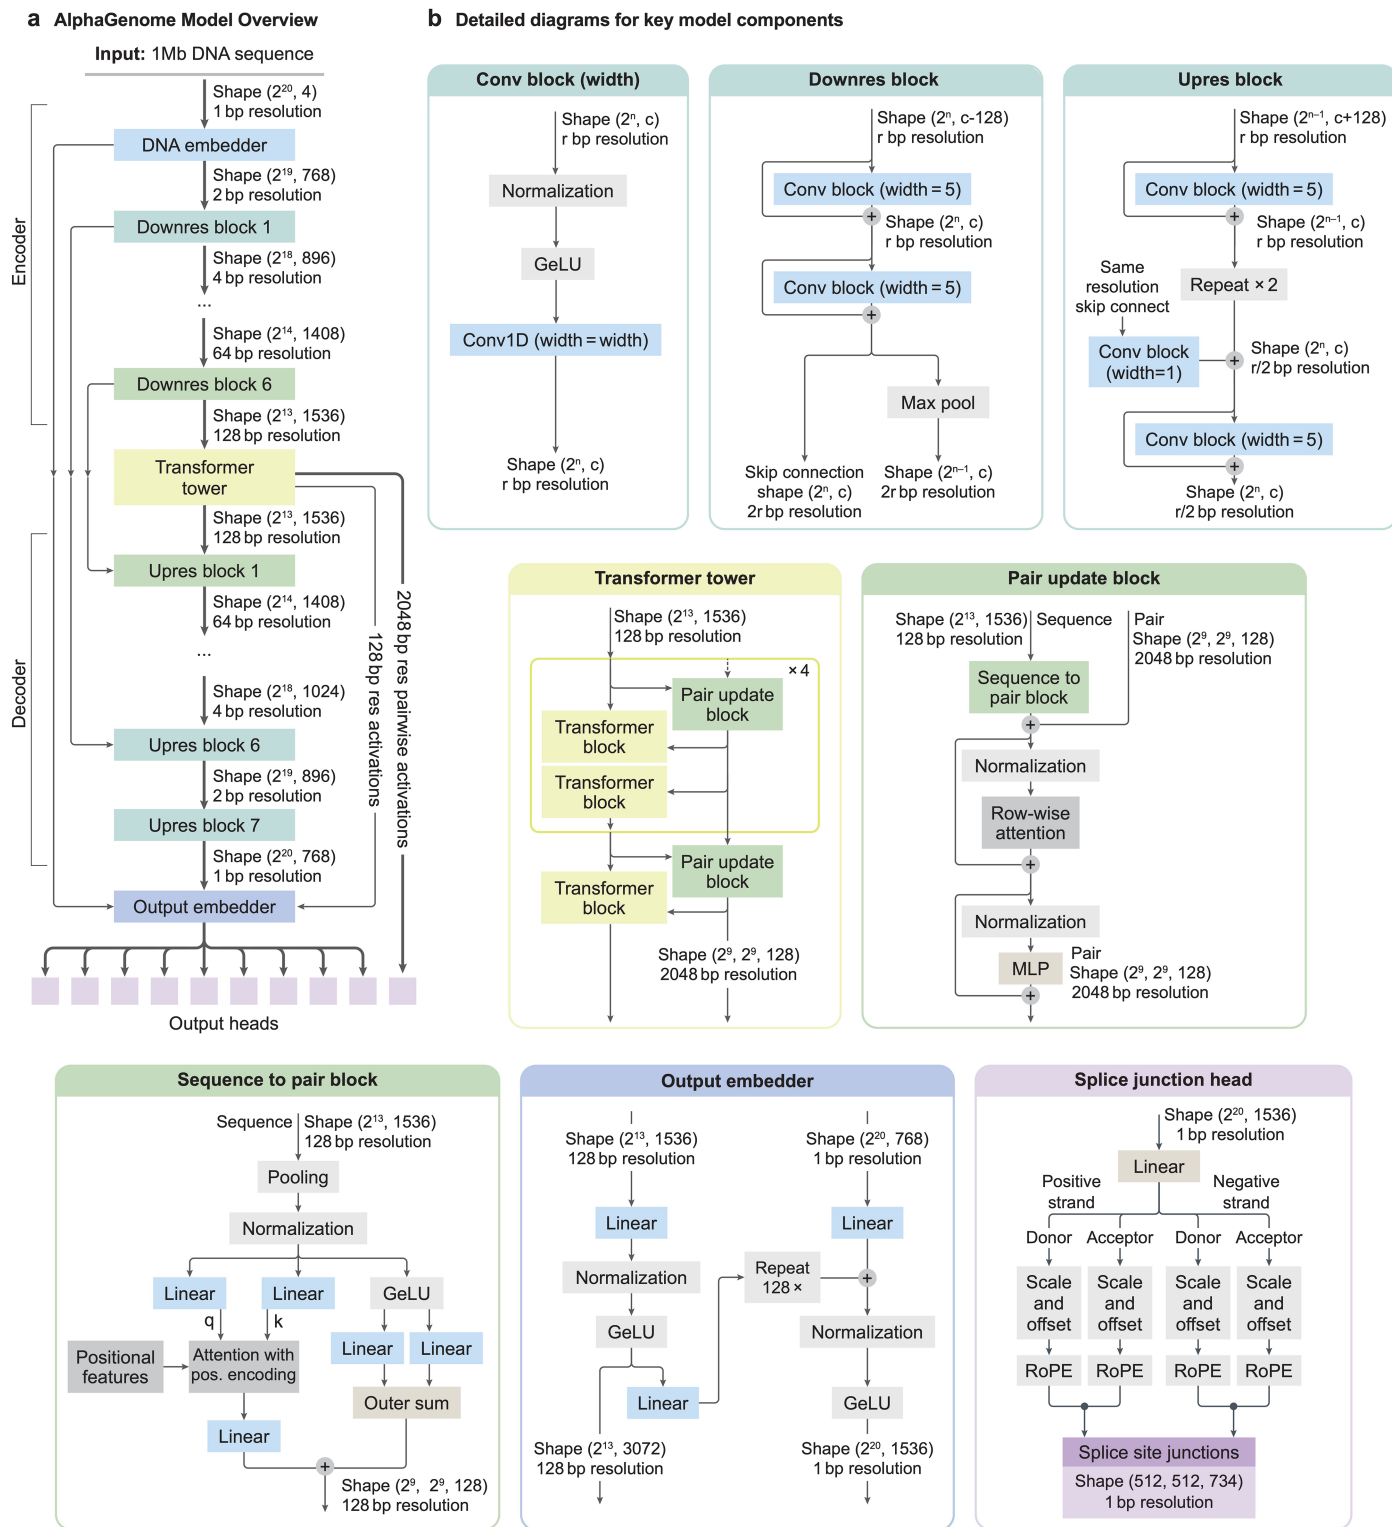 a AlphaGenome Model Overview
Input: 1Mb DNA sequence
Shape (2²⁰, 4)
1 bp resolution
Encoder
DNA embedder
Shape (2¹⁹, 768)
2 bp resolution
Downres block 1
Shape (2¹⁸, 896)
4 bp resolution
...
Shape (2¹⁴, 1408)
64 bp resolution
Downres block 6
Shape (2¹³, 1536)
128 bp resolution
Transformer
tower
Shape (2¹³, 1536)
128 bp resolution
Decoder
Upres block 1
Shape (2¹⁴, 1408)
64 bp resolution
...
Shape (2¹⁸, 1024)
4 bp resolution
Upres block 6
Shape (2¹⁹, 896)
2 bp resolution
Upres block 7
Shape (2²⁰, 768)
1 bp resolution
128 bp res activations
2048 bp res pairwise activations
Output embedder
Output heads
b Detailed diagrams for key model components
Conv block (width)
Shape (2ⁿ, c)
r bp resolution
Normalization
GeLU
Conv1D (width = width)
Shape (2ⁿ, c)
r bp resolution
Downres block
Shape (2ⁿ, c-128)
r bp resolution
Conv block (width = 5)
+
Shape (2ⁿ, c)
r bp resolution
Conv block (width = 5)
+
Max pool
Skip connection
shape (2ⁿ, c)
2r bp resolution
Shape (2ⁿ⁻¹, c)
2r bp resolution
Upres block
Shape (2ⁿ⁻¹, c+128)
r bp resolution
Conv block (width = 5)
+
Shape (2ⁿ⁻¹, c)
r bp resolution
Same
resolution
skip connect
Repeat × 2
Conv block
(width=1)
+
Shape (2ⁿ, c)
r/2 bp resolution
Conv block (width = 5)
+
Shape (2ⁿ, c)
r/2 bp resolution
Transformer tower
Shape (2¹³, 1536)
128 bp resolution
× 4
Pair update
block
Transformer
block
Transformer
block
Pair update
block
Transformer
block
Shape (2⁹, 2⁹, 128)
2048 bp resolution
Pair update block
Shape (2¹³, 1536)
128 bp resolution
Sequence
Pair
Shape (2⁹, 2⁹, 128)
2048 bp resolution
Sequence to
pair block
+
Normalization
Row-wise
attention
+
Normalization
MLP
Pair
Shape (2⁹, 2⁹, 128)
2048 bp resolution
+
Sequence to pair block
Sequence
Shape (2¹³, 1536)
128 bp resolution
Pooling
Normalization
Linear
Linear
GeLU
q
k
Positional
features
Attention with
pos. encoding
Linear
Linear
Outer sum
Linear
+
Shape (2⁹, 2⁹, 128)
128 bp resolution
Output embedder
Shape (2¹³, 1536)
128 bp resolution
Shape (2²⁰, 768)
1 bp resolution
Linear
Linear
Normalization
Repeat
128 ×
+
GeLU
Normalization
Linear
GeLU
Shape (2¹³, 3072)
128 bp resolution
Shape (2²⁰, 1536)
1 bp resolution
Splice junction head
Shape (2²⁰, 1536)
1 bp resolution
Linear
Positive
strand
Negative
strand
Donor
Acceptor
Donor
Acceptor
Scale
and
offset
Scale
and
offset
Scale
and
offset
Scale
and
offset
RoPE
RoPE
RoPE
RoPE
Splice site junctions
Shape (512, 512, 734)
1 bp resolution